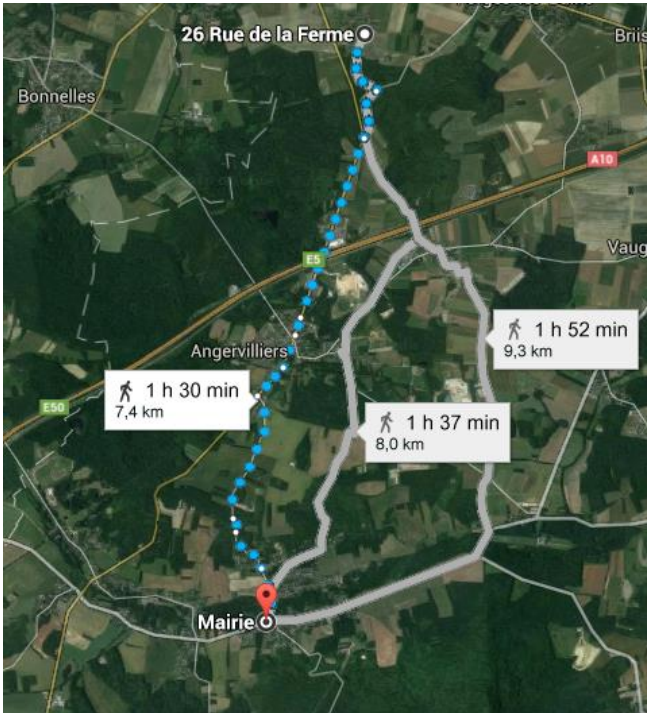 26 Rue de la Ferme
Briis
Bonnelles
A10
Vaug
E5
1 h 52 min
9,3 km
Angervilliers
1 h 30 min
7,4 km
E50
1 h 37 min
8,0 km
Mairie